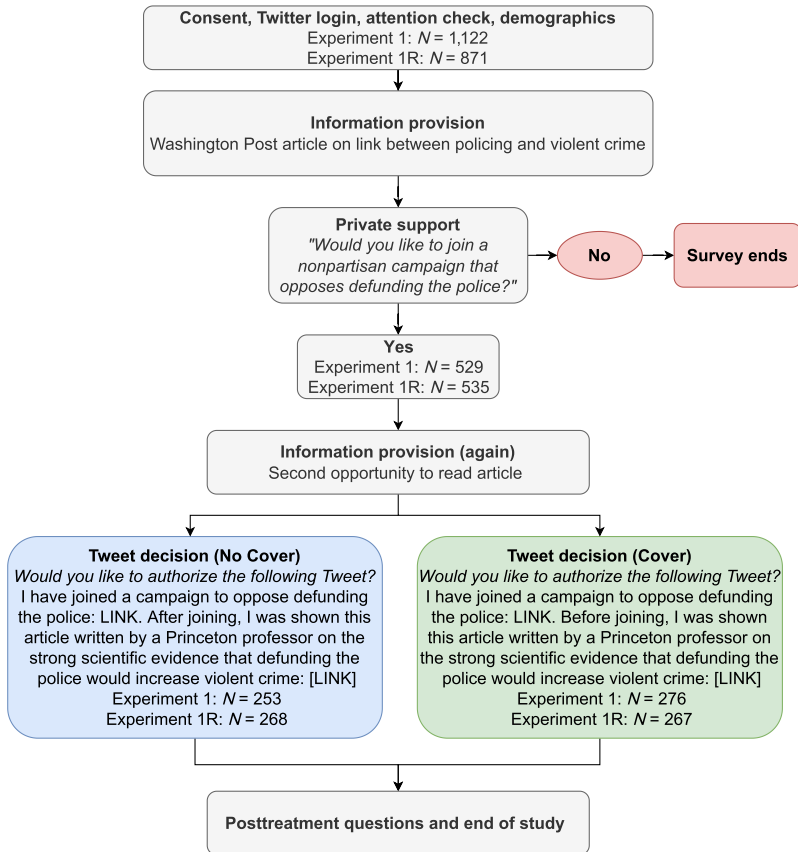 Consent, Twitter login, attention check, demographics
Experiment 1: N = 1,122
Experiment 1R: N = 871
Information provision
Washington Post article on link between policing and violent crime
Private support
"Would you like to join a
nonpartisan campaign that
opposes defunding the police?"
No
Survey ends
Yes
Experiment 1: N = 529
Experiment 1R: N = 535
Information provision (again)
Second opportunity to read article
Tweet decision (No Cover)
Would you like to authorize the following Tweet?
I have joined a campaign to oppose defunding
the police: LINK. After joining, I was shown this
article written by a Princeton professor on the
strong scientific evidence that defunding the
police would increase violent crime: [LINK]
Experiment 1: N = 253
Experiment 1R: N = 268
Tweet decision (Cover)
Would you like to authorize the following Tweet?
I have joined a campaign to oppose defunding
the police: LINK. Before joining, I was shown
this article written by a Princeton professor on
the strong scientific evidence that defunding the
police would increase violent crime: [LINK]
Experiment 1: N = 276
Experiment 1R: N = 267
Posttreatment questions and end of study